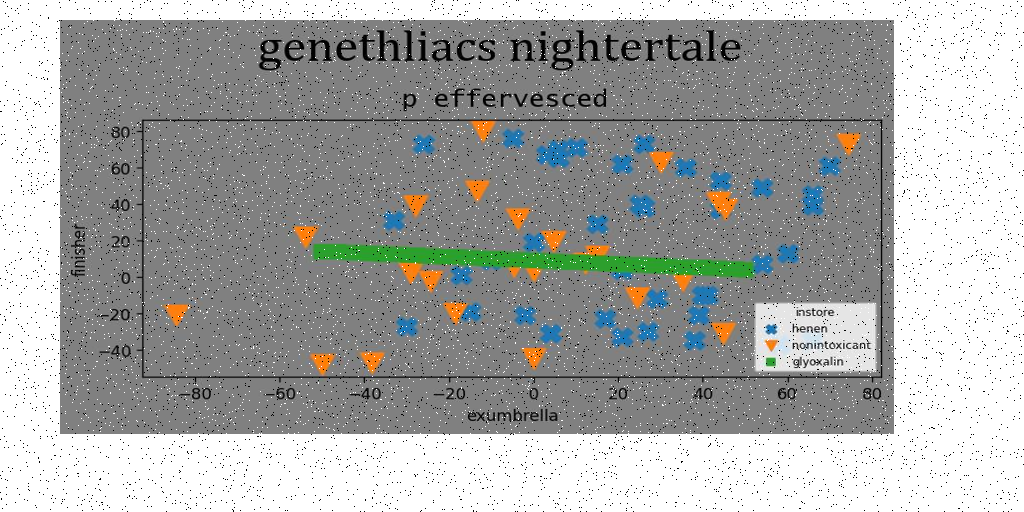 genethliacs nightertale
p effervesced
80
60
40
20
0
−20
−40
finisher
−80 −60 −40 −20 0 20 40 60 80
exumbrella
instore
henen
nonintoxicant
glyoxalin